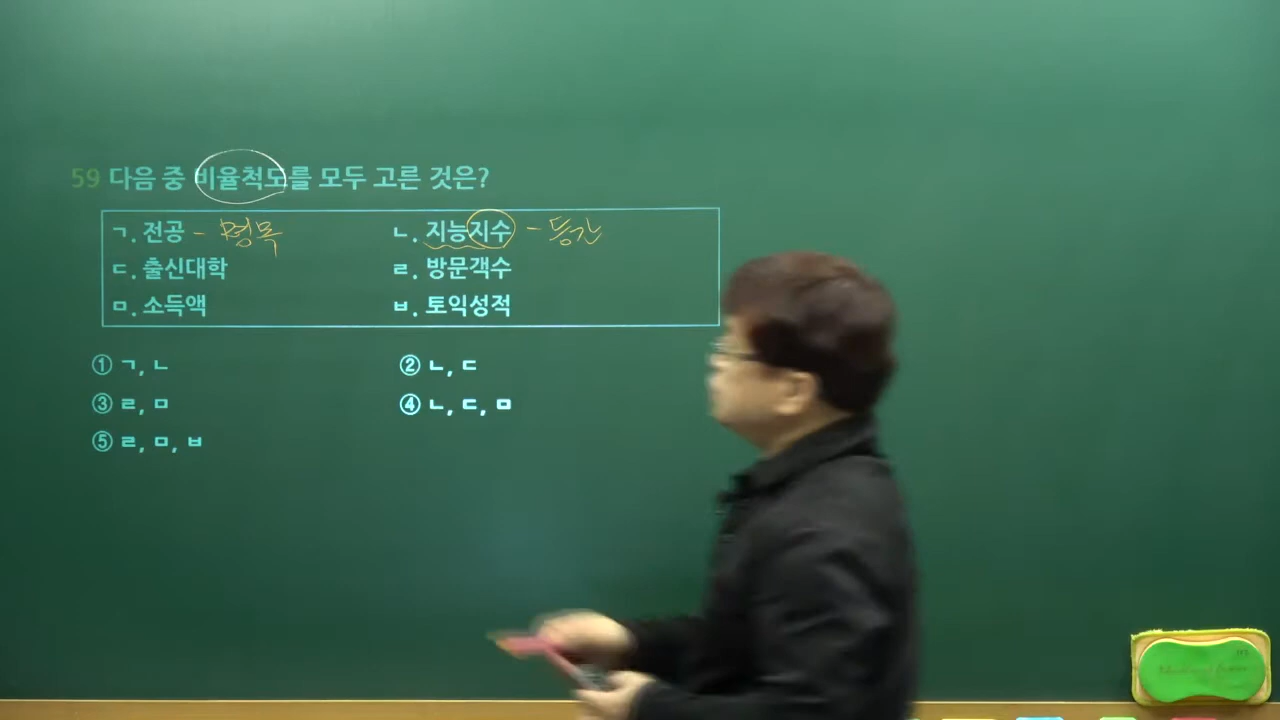 59 다음 중 비율척도를 모두 고른 것은?
ㄱ. 전공 - 명목 ㄴ. 지능지수 - 등간
ㄷ. 출신대학 ㄹ. 방문객수
ㅁ. 소득액 ㅂ. 토익성적
① ㄱ, ㄴ ② ㄴ, ㄷ
③ ㄹ, ㅁ ④ ㄴ, ㄷ, ㅁ
⑤ ㄹ, ㅁ, ㅂ